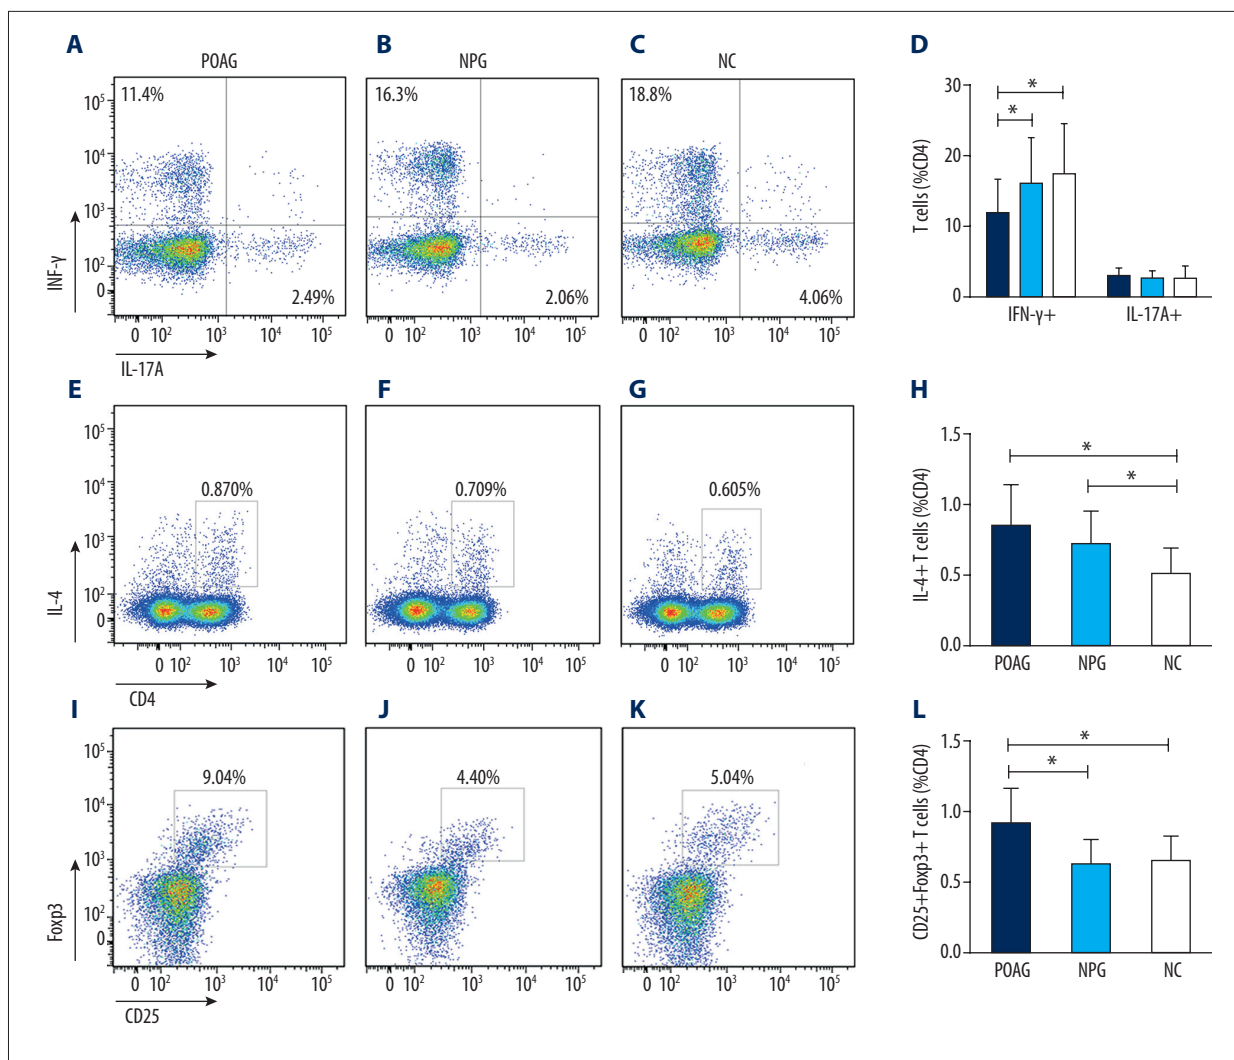 A B C D
POAG NPG NC
11.4% 16.3% 18.8%
2.49% 2.06% 4.06%
10⁵
10⁴
10³
10²
0
INF-γ
0 10² 10³ 10⁴ 10⁵
0 10² 10³ 10⁴ 10⁵
0 10² 10³ 10⁴ 10⁵
IL-17A
T cells (%CD4)
30
20
10
0
* *
IFN-γ+ IL-17A+
E F G H
0.870% 0.709% 0.605%
10⁵
10⁴
10³
10²
0
IL-4
0 10² 10³ 10⁴ 10⁵
0 10² 10³ 10⁴ 10⁵
0 10² 10³ 10⁴ 10⁵
CD4
IL-4+ T cells (%CD4)
1.5
1.0
0.5
0.0
* *
POAG NPG NC
I J K L
9.04% 4.40% 5.04%
10⁵
10⁴
10³
10²
0
Foxp3
0 10² 10³ 10⁴ 10⁵
0 10² 10³ 10⁴ 10⁵
0 10² 10³ 10⁴ 10⁵
CD25
CD25+Foxp3+ T cells (%CD4)
1.5
1.0
0.5
0.0
* *
POAG NPG NC